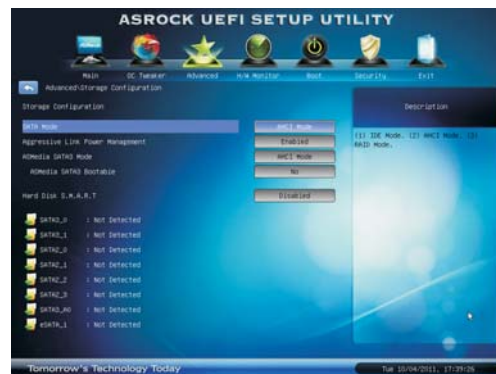 ASROCK UEFI SETUP UTILITY
Main OC Tweaker Advanced H/W Monitor Boot Security Exit
Advanced\Storage Configuration
Storage Configuration
Description
SATA Mode AHCI Mode
(1) IDE Mode. (2) AHCI Mode. (3)
RAID Mode.
Aggressive Link Power Management Enabled
ASMedia SATA3 Mode AHCI Mode
ASMedia SATA3 Bootable No
Hard Disk S.M.A.R.T Disabled
SATA3_0 : Not Detected
SATA3_1 : Not Detected
SATA2_0 : Not Detected
SATA2_1 : Not Detected
SATA2_2 : Not Detected
SATA2_3 : Not Detected
SATA3_A0 : Not Detected
eSATA_1 : Not Detected
Tomorrow's Technology Today
Tue 10/04/2011, 17:39:26